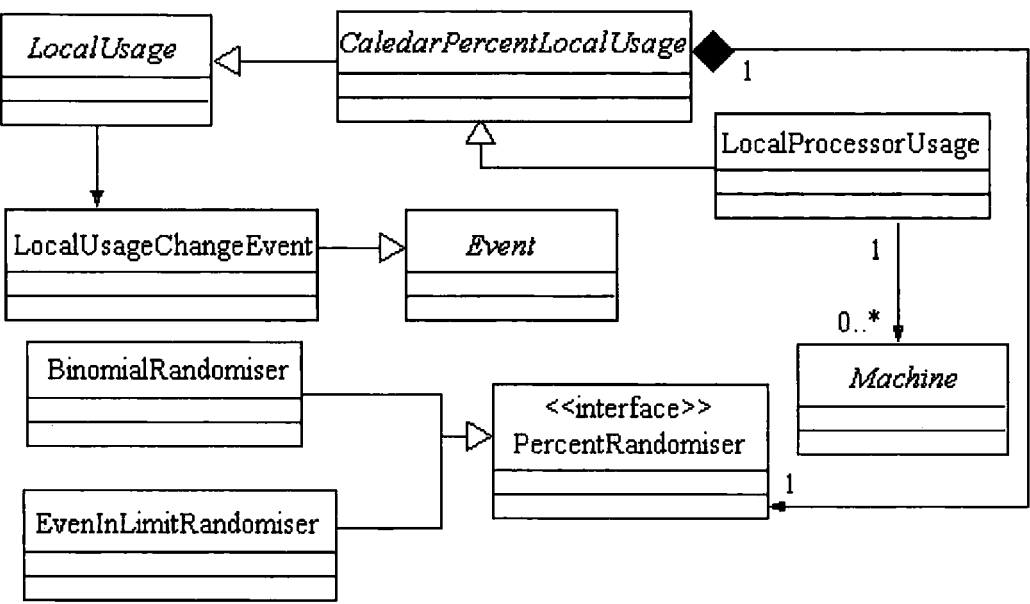 LocalUsage
CaledarPercentLocalUsage
1
LocalProcessorUsage
LocalUsageChangeEvent
Event
1
0..*
BinomialRandomiser
Machine
<<interface>>
PercentRandomiser
1
EvenInLimitRandomiser